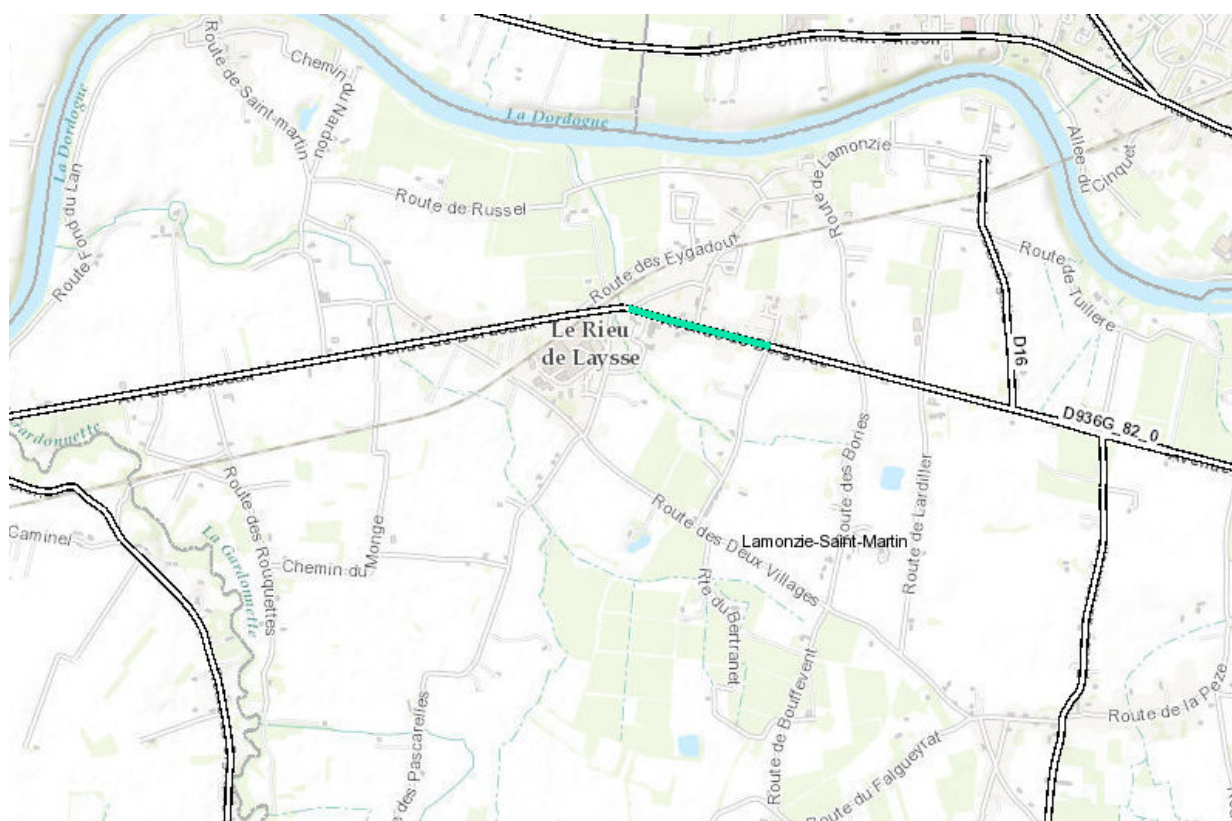 Chemin du Nardou
Route de Saint-martin
La Dordogne
La Dordogne
Route Fond du Lan
Route de Russel
Route des Eygadoux
Route de Lamonzie
Allee du
Cinquet
Route de Tuiliere
Le Rieu
de Laysse
D16
D936G_82_0
Avenue
Gardonnette
Route des Rouquettes
La Gardonnette
Caminel
Chemin du Monge
Route des Bories
Route de Lardiller
Route des Deux Villages
Lamonzie-Saint-Martin
Rte du Bertranet
Route de Bouffevent
des Pascarelles
Route du Falgueyrat
Route de la Peze